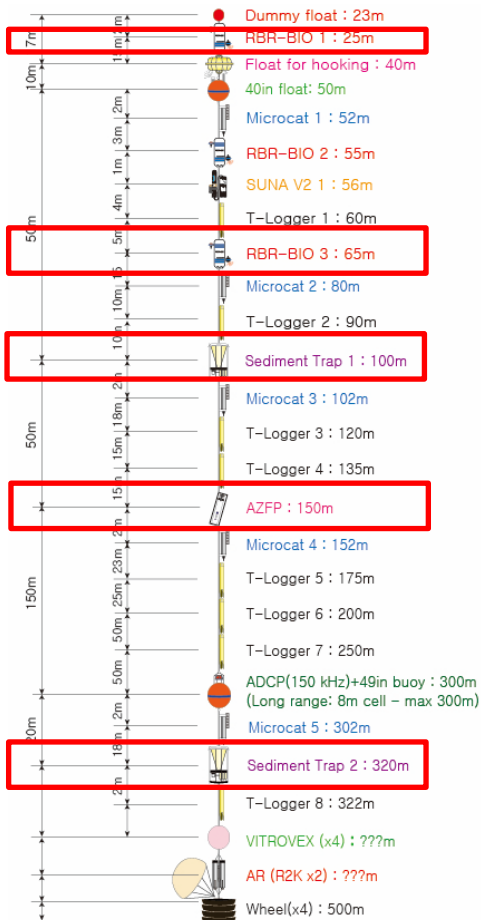 Dummy float : 23m
RBR-BIO 1 : 25m
Float for hooking : 40m
40in float: 50m
Microcat 1 : 52m
RBR-BIO 2 : 55m
SUNA V2 1 : 56m
T-Logger 1 : 60m
RBR-BIO 3 : 65m
Microcat 2 : 80m
T-Logger 2 : 90m
Sediment Trap 1 : 100m
Microcat 3 : 102m
T-Logger 3 : 120m
T-Logger 4 : 135m
AZFP : 150m
Microcat 4 : 152m
T-Logger 5 : 175m
T-Logger 6 : 200m
T-Logger 7 : 250m
ADCP(150 kHz)+49in buoy : 300m
(Long range: 8m cell - max 300m)
Microcat 5 : 302m
Sediment Trap 2 : 320m
T-Logger 8 : 322m
VITROVEX (x4) : ???m
AR (R2K x2) : ???m
Wheel(x4) : 500m
7m
10m
50m
50m
150m
20m
2m
15m
2m
3m
1m
4m
5m
15
10m
10m
2m
18m
15m
15m
2m
23m
25m
50m
50m
2m
18m
2m